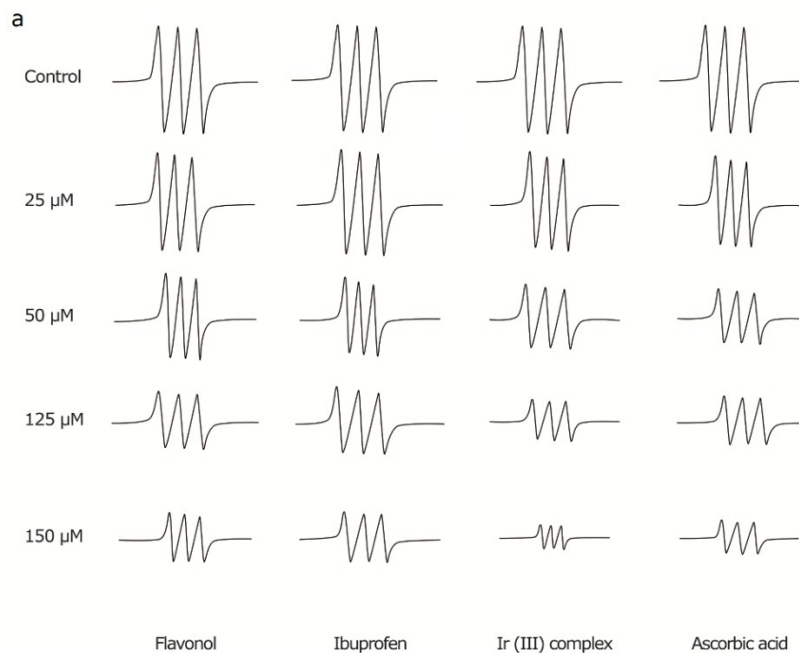 a
Control
25 μM
50 μM
125 μM
150 μM
Flavonol Ibuprofen Ir (III) complex Ascorbic acid